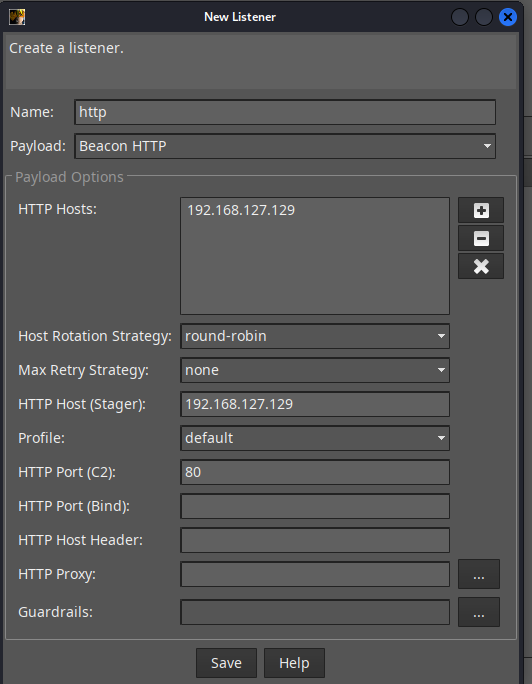 New Listener
Create a listener.
Name: http
Payload: Beacon HTTP
Payload Options
HTTP Hosts: 192.168.127.129
Host Rotation Strategy: round-robin
Max Retry Strategy: none
HTTP Host (Stager): 192.168.127.129
Profile: default
HTTP Port (C2): 80
HTTP Port (Bind):
HTTP Host Header:
HTTP Proxy: ...
Guardrails: ...
Save Help